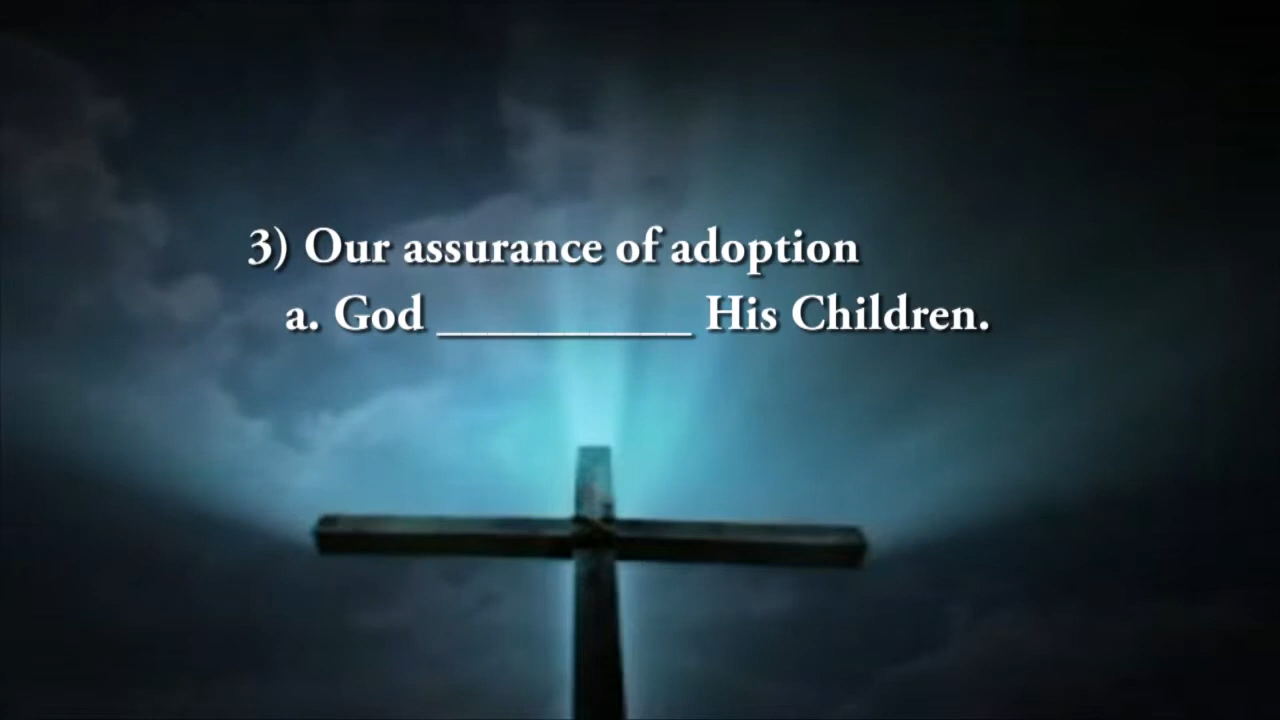 3) Our assurance of adoption
a. God __________ His Children.